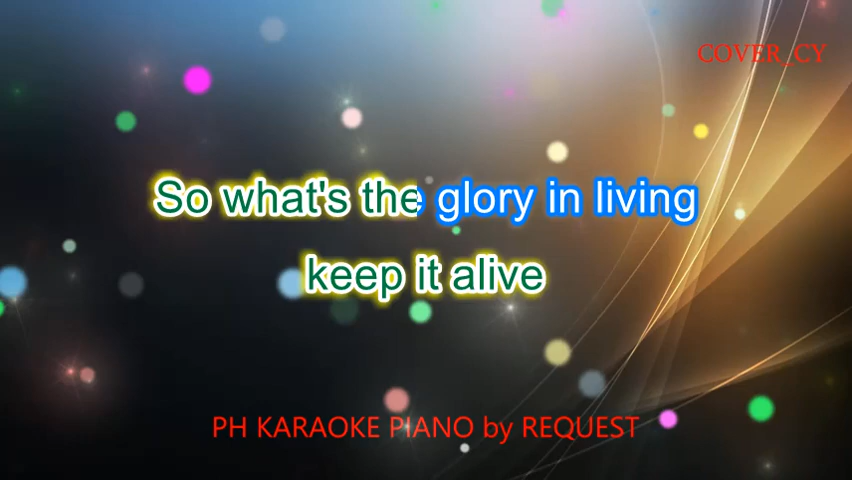 COVER_CY
So what's the glory in living
keep it alive
PH KARAOKE PIANO by REQUEST